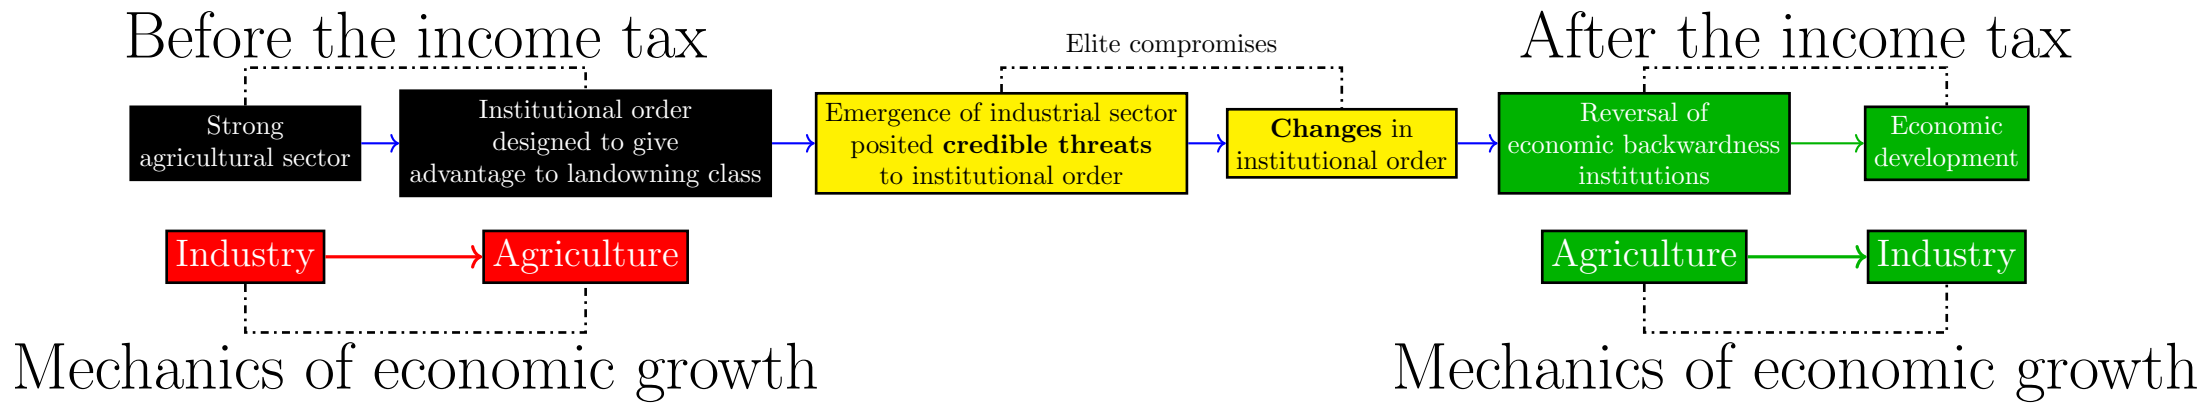 Before the income tax
Elite compromises
After the income tax
Strong
agricultural sector
Institutional order
designed to give
advantage to landowning class
Emergence of industrial sector
posited credible threats
to institutional order
Changes in
institutional order
Reversal of
economic backwardness
institutions
Economic
development
Industry
Agriculture
Agriculture
Industry
Mechanics of economic growth
Mechanics of economic growth